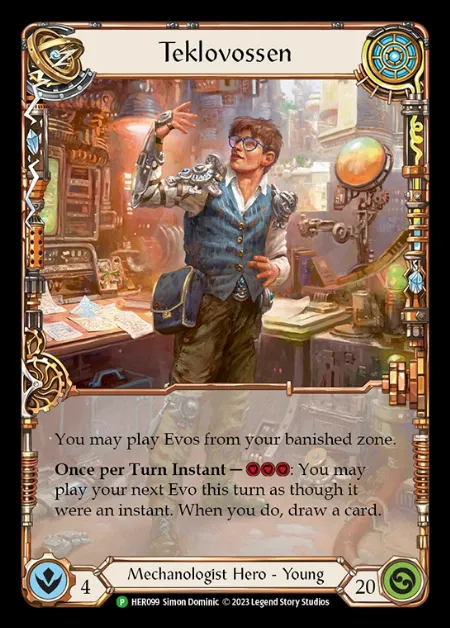 Teklovossen
You may play Evos from your banished zone.
Once per Turn Instant — : You may
play your next Evo this turn as though it
were an instant. When you do, draw a card.
4
Mechanologist Hero - Young
20
P HER099 Simon Dominic © 2023 Legend Story Studios